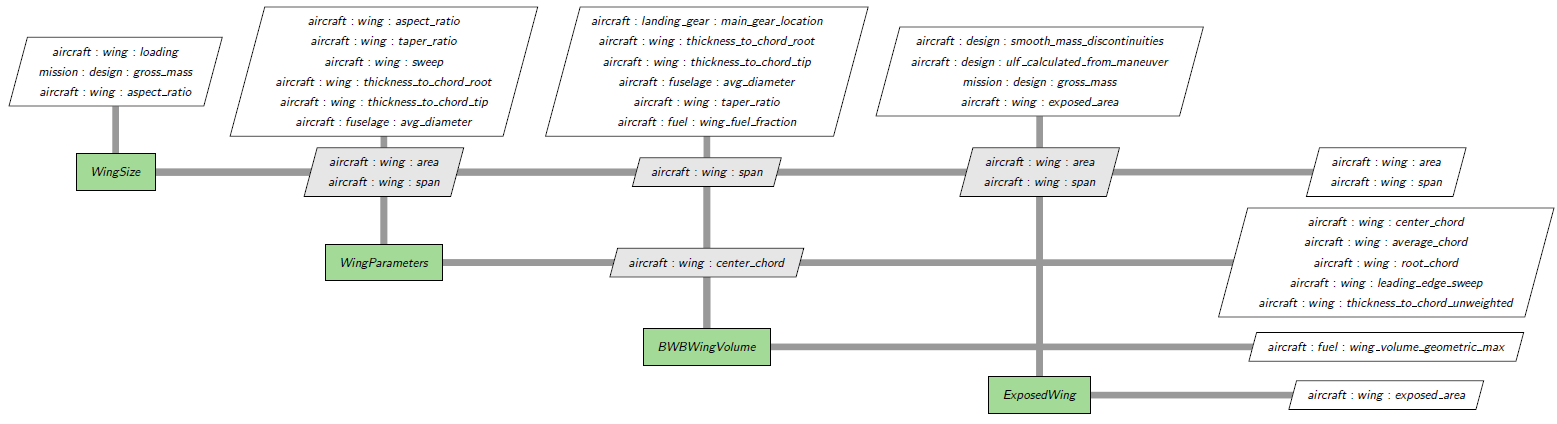 aircraft : wing : loading
mission : design : gross_mass
aircraft : wing : aspect_ratio
aircraft : wing : aspect_ratio
aircraft : wing : taper_ratio
aircraft : wing : sweep
aircraft : wing : thickness_to_chord_root
aircraft : wing : thickness_to_chord_tip
aircraft : fuselage : avg_diameter
aircraft : landing_gear : main_gear_location
aircraft : wing : thickness_to_chord_root
aircraft : wing : thickness_to_chord_tip
aircraft : fuselage : avg_diameter
aircraft : wing : taper_ratio
aircraft : fuel : wing_fuel_fraction
aircraft : design : smooth_mass_discontinuities
aircraft : design : ulf_calculated_from_maneuver
mission : design : gross_mass
aircraft : wing : exposed_area
WingSize
aircraft : wing : area
aircraft : wing : span
aircraft : wing : span
aircraft : wing : area
aircraft : wing : span
aircraft : wing : area
aircraft : wing : span
WingParameters
aircraft : wing : center_chord
aircraft : wing : center_chord
aircraft : wing : average_chord
aircraft : wing : root_chord
aircraft : wing : leading_edge_sweep
aircraft : wing : thickness_to_chord_unweighted
BWBWingVolume
aircraft : fuel : wing_volume_geometric_max
ExposedWing
aircraft : wing : exposed_area